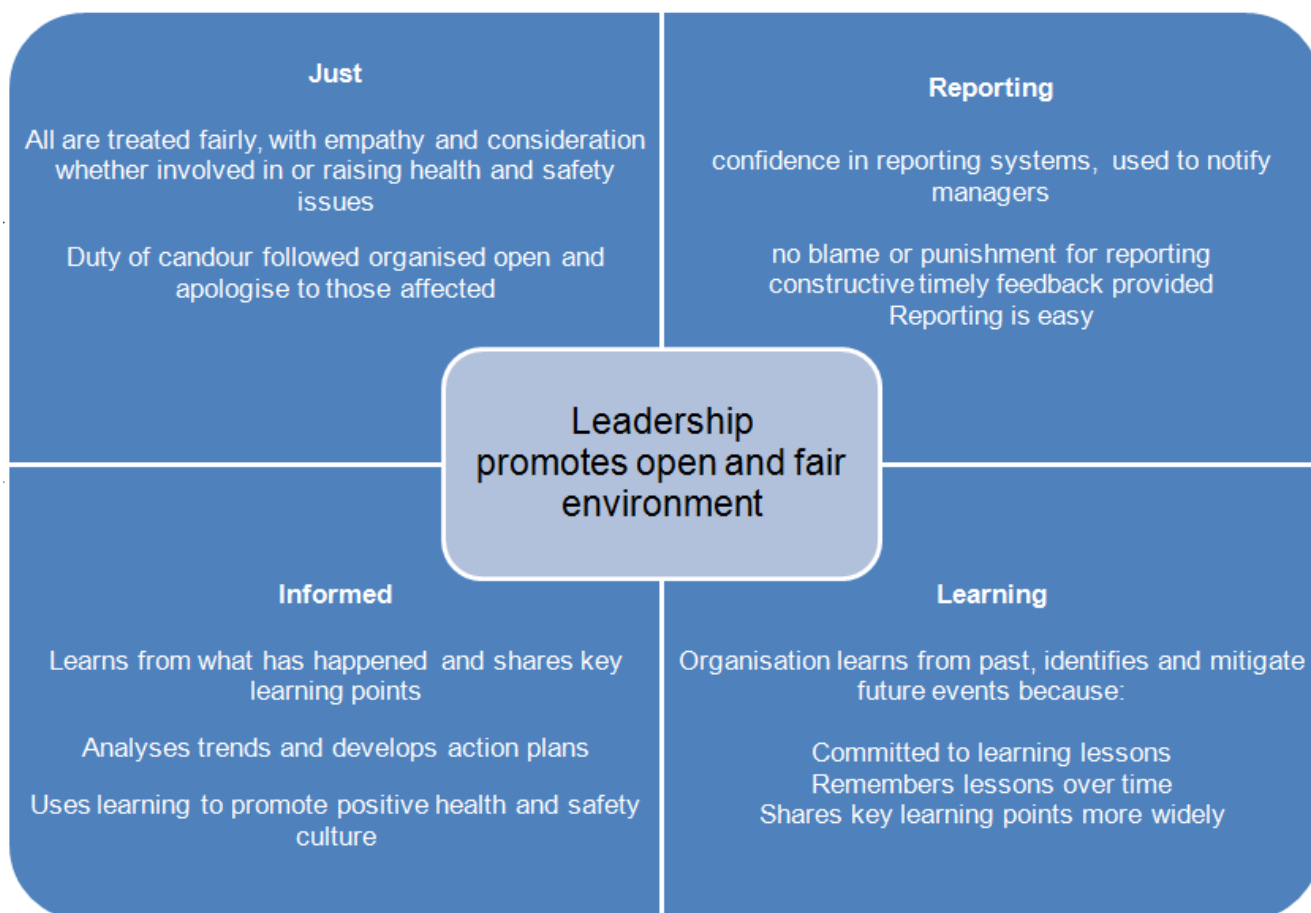 Just
All are treated fairly, with empathy and consideration
whether involved in or raising health and safety
issues
Duty of candour followed organised open and
apologise to those affected
Reporting
confidence in reporting systems, used to notify
managers
no blame or punishment for reporting
constructive timely feedback provided
Reporting is easy
Leadership
promotes open and fair
environment
Informed
Learns from what has happened and shares key
learning points
Analyses trends and develops action plans
Uses learning to promote positive health and safety
culture
Learning
Organisation learns from past, identifies and mitigate
future events because:
Committed to learning lessons
Remembers lessons over time
Shares key learning points more widely